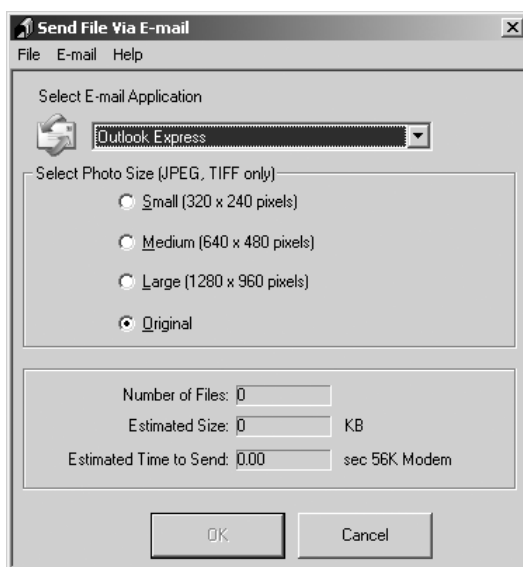 Send File Via E-mail
File E-mail Help
Select E-mail Application
Outlook Express
Select Photo Size (JPEG, TIFF only)
Small (320 x 240 pixels)
Medium (640 x 480 pixels)
Large (1280 x 960 pixels)
Original
Number of Files: 0
Estimated Size: 0 KB
Estimated Time to Send: 0.00 sec 56K Modem
OK Cancel